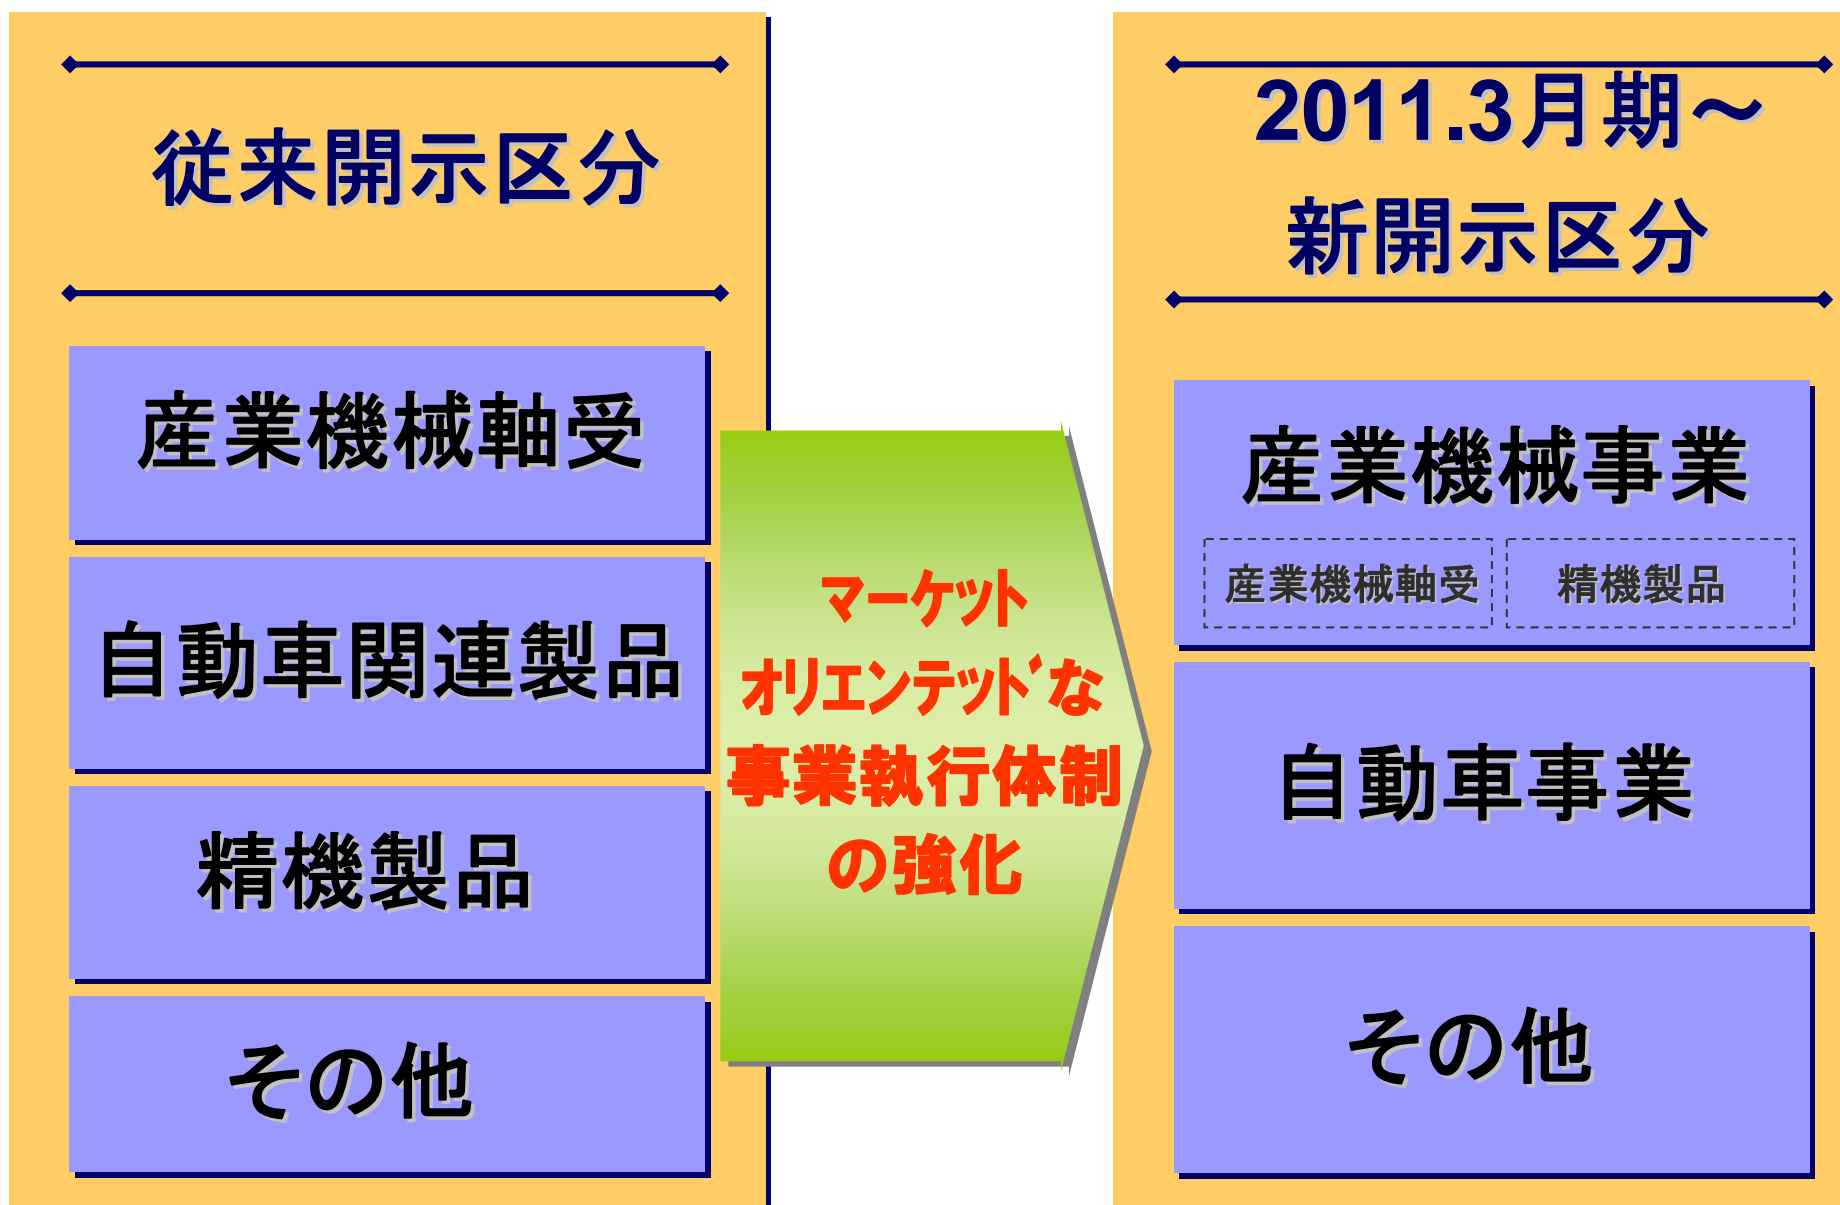 従来開示区分
産業機械軸受
自動車関連製品
精機製品
その他
ﾏｰｹｯﾄ
ｵﾘｴﾝﾃｯﾄﾞな
事業執行体制
の強化
2011.3月期～
新開示区分
産業機械事業
産業機械軸受
精機製品
自動車事業
その他